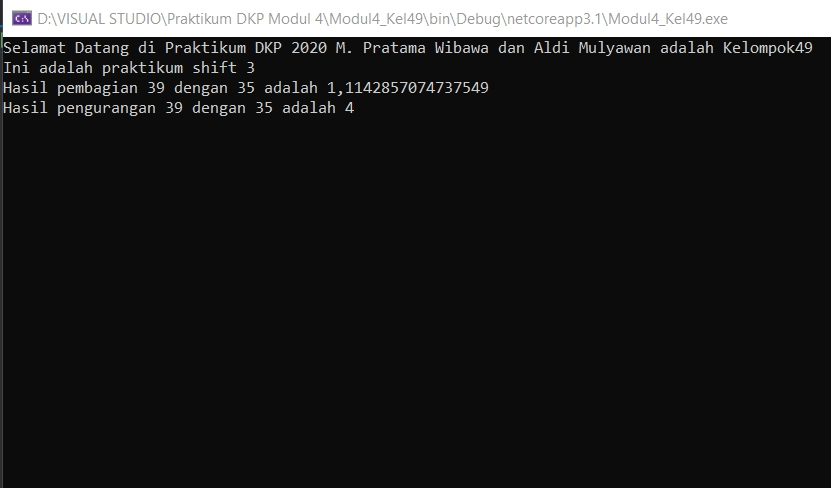 D:\VISUAL STUDIO\Praktikum DKP Modul 4\Modul4_Kel49\bin\Debug\netcoreapp3.1\Modul4_Kel49.exe
Selamat Datang di Praktikum DKP 2020 M. Pratama Wibawa dan Aldi Mulyawan adalah Kelompok49
Ini adalah praktikum shift 3
Hasil pembagian 39 dengan 35 adalah 1,1142857074737549
Hasil pengurangan 39 dengan 35 adalah 4